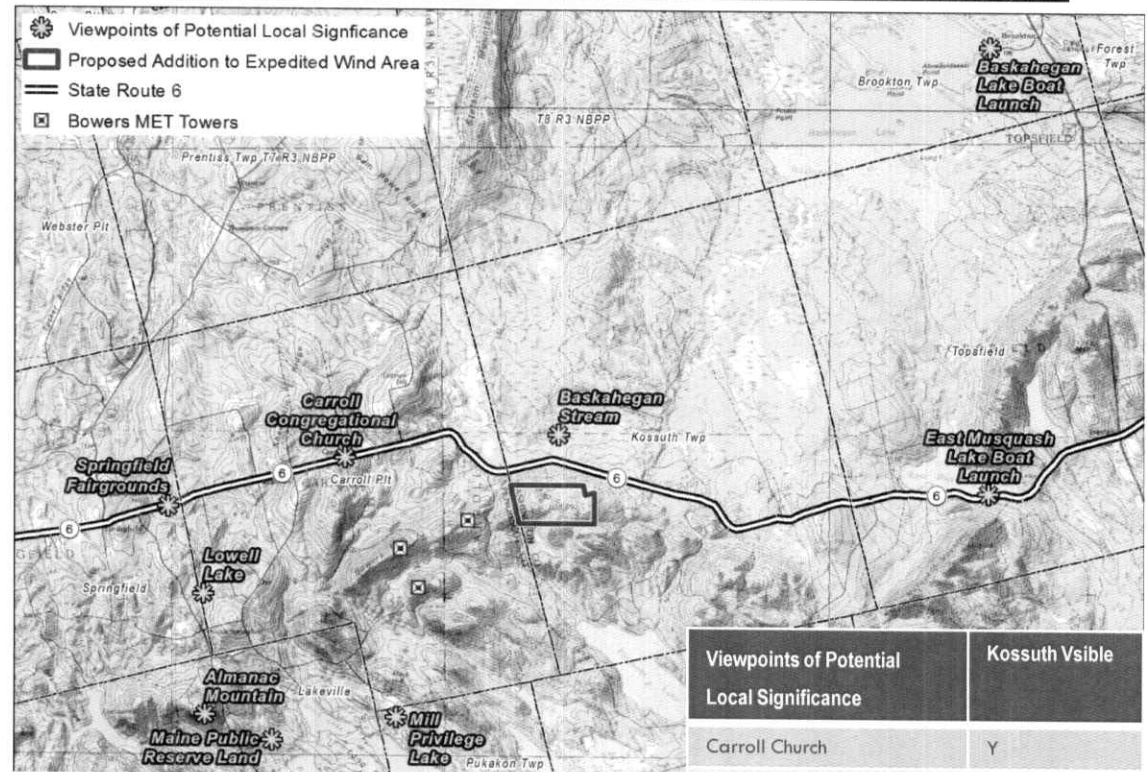 Viewpoints of Potential Local Signficance
Proposed Addition to Expedited Wind Area
State Route 6
Bowers MET Towers
Baskahegan
Lake Boat
Launch
Forest
Twp
Brookton Twp
T8 R3 NBPP
TOPSFIELD
Prentiss Twp T7 R3 NBPP
PRENTISS
Webster Plt
Topsfield
Carroll
Congregational
Church
Baskahegan
Stream
Kossuth Twp
East Musquash
Lake Boat
Launch
Springfield
Fairgrounds
6
Carroll Plt
6
6
6
Lowell
Lake
Springfield
Almanac
Mountain
Lakeville
Maine Public
Reserve Land
Mill
Privilege
Lake
Pukakon Twp
Viewpoints of Potential
Local Significance
Kossuth Vsible
Carroll Church
Y